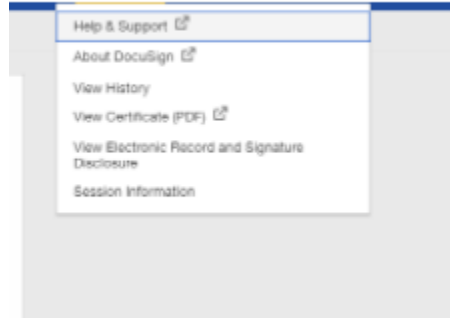 Help & Support
About DocuSign
View History
View Certificate (PDF)
View Electronic Record and Signature
Disclosure
Session Information